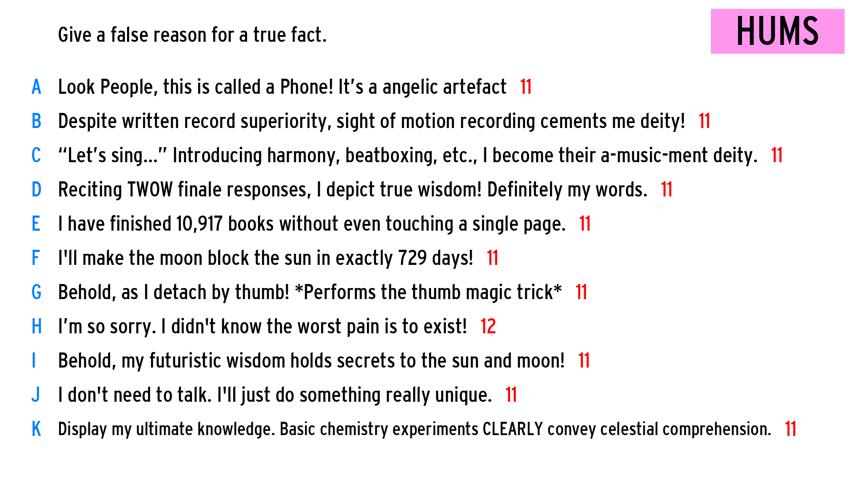 Give a false reason for a true fact.
HUMS
A Look People, this is called a Phone! It's a angelic artefact 11
B Despite written record superiority, sight of motion recording cements me deity! 11
C “Let's sing...” Introducing harmony, beatboxing, etc., I become their a-music-ment deity. 11
D Reciting TWOW finale responses, I depict true wisdom! Definitely my words. 11
E I have finished 10,917 books without even touching a single page. 11
F I'll make the moon block the sun in exactly 729 days! 11
G Behold, as I detach by thumb! *Performs the thumb magic trick* 11
H I'm so sorry. I didn't know the worst pain is to exist! 12
I Behold, my futuristic wisdom holds secrets to the sun and moon! 11
J I don't need to talk. I'll just do something really unique. 11
K Display my ultimate knowledge. Basic chemistry experiments CLEARLY convey celestial comprehension. 11